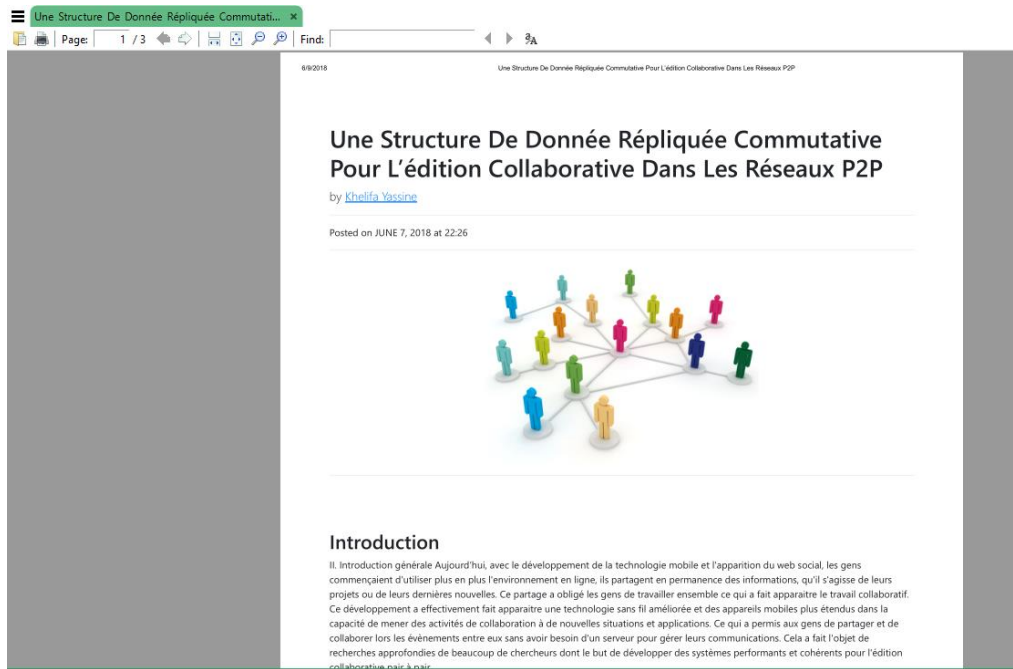 Une Structure De Donnée Répliquée Commutati... ×
Page: 1 / 3 Find:
6/9/2018 Une Structure De Donnée Répliquée Commutative Pour L'édition Collaborative Dans Les Réseaux P2P
Une Structure De Donnée Répliquée Commutative
Pour L'édition Collaborative Dans Les Réseaux P2P
by Khelifa Yassine
Posted on JUNE 7, 2018 at 22:26
Introduction
II. Introduction générale Aujourd'hui, avec le développement de la technologie mobile et l'apparition du web social, les gens
commençaient d'utiliser plus en plus l'environnement en ligne, ils partagent en permanence des informations, qu'il s'agisse de leurs
projets ou de leurs dernières nouvelles. Ce partage a obligé les gens de travailler ensemble ce qui a fait apparaitre le travail collaboratif.
Ce développement a effectivement fait apparaitre une technologie sans fil améliorée et des appareils mobiles plus étendus dans la
capacité de mener des activités de collaboration à de nouvelles situations et applications. Ce qui a permis aux gens de partager et de
collaborer lors les évènements entre eux sans avoir besoin d'un serveur pour gérer leurs communications. Cela a fait l'objet de
recherches approfondies de beaucoup de chercheurs dont le but de développer des systèmes performants et cohérents pour l'édition
collaborative pair à pair